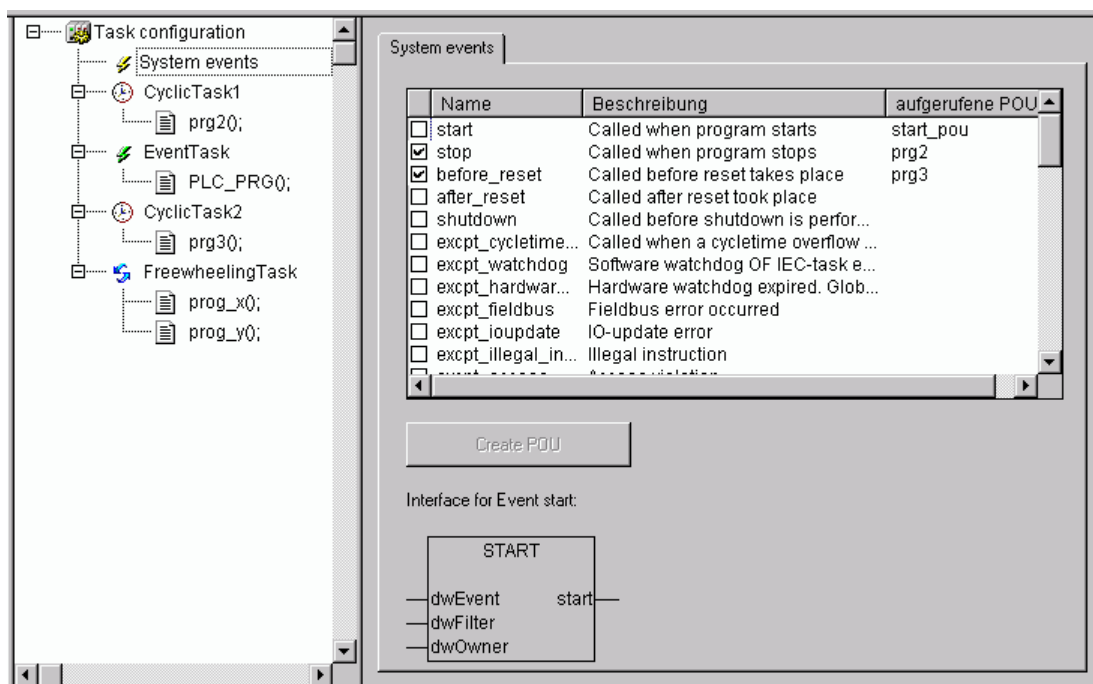 Task configuration
System events
CyclicTask1
prg2();
EventTask
PLC_PRG();
CyclicTask2
prg3();
FreewheelingTask
prog_x();
prog_y();
System events
Name Beschreibung aufgerufene POU
start Called when program starts start_pou
stop Called when program stops prg2
before_reset Called before reset takes place prg3
after_reset Called after reset took place
shutdown Called before shutdown is perfor...
excpt_cycletime... Called when a cycletime overflow ...
excpt_watchdog Software watchdog OF IEC-task e...
excpt_hardwar... Hardware watchdog expired. Glob...
excpt_fieldbus Fieldbus error occurred
excpt_ioupdate IO-update error
excpt_illegal_in... Illegal instruction
Create POU
Interface for Event start:
START
dwEvent start
dwFilter
dwOwner